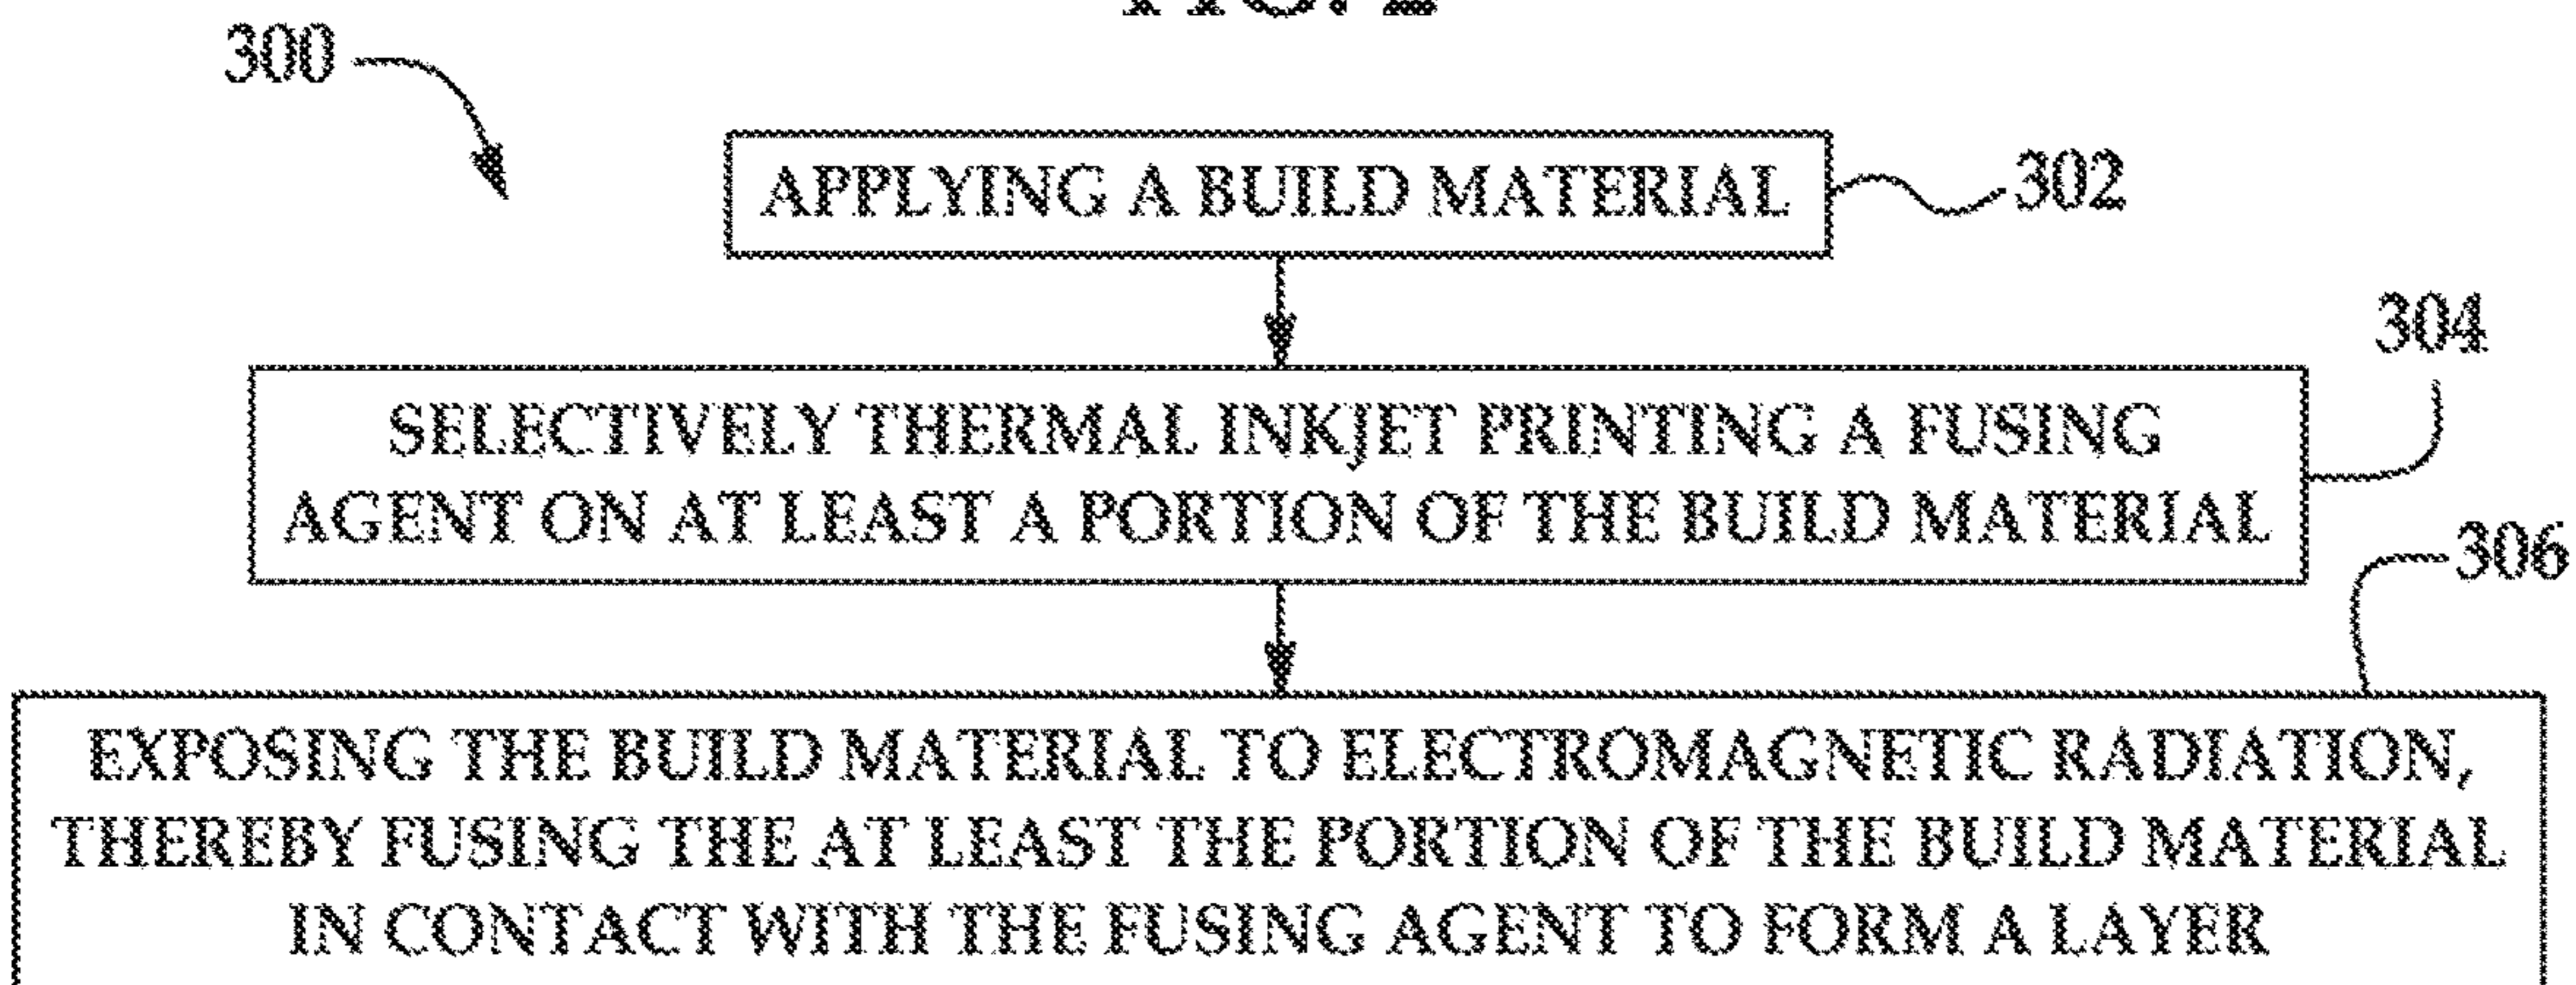 300
APPLYING A BUILD MATERIAL
302
304
SELECTIVELY THERMAL INKJET PRINTING A FUSING
AGENT ON AT LEAST A PORTION OF THE BUILD MATERIAL
306
EXPOSING THE BUILD MATERIAL TO ELECTROMAGNETIC RADIATION,
THEREBY FUSING THE AT LEAST THE PORTION OF THE BUILD MATERIAL
IN CONTACT WITH THE FUSING AGENT TO FORM A LAYER